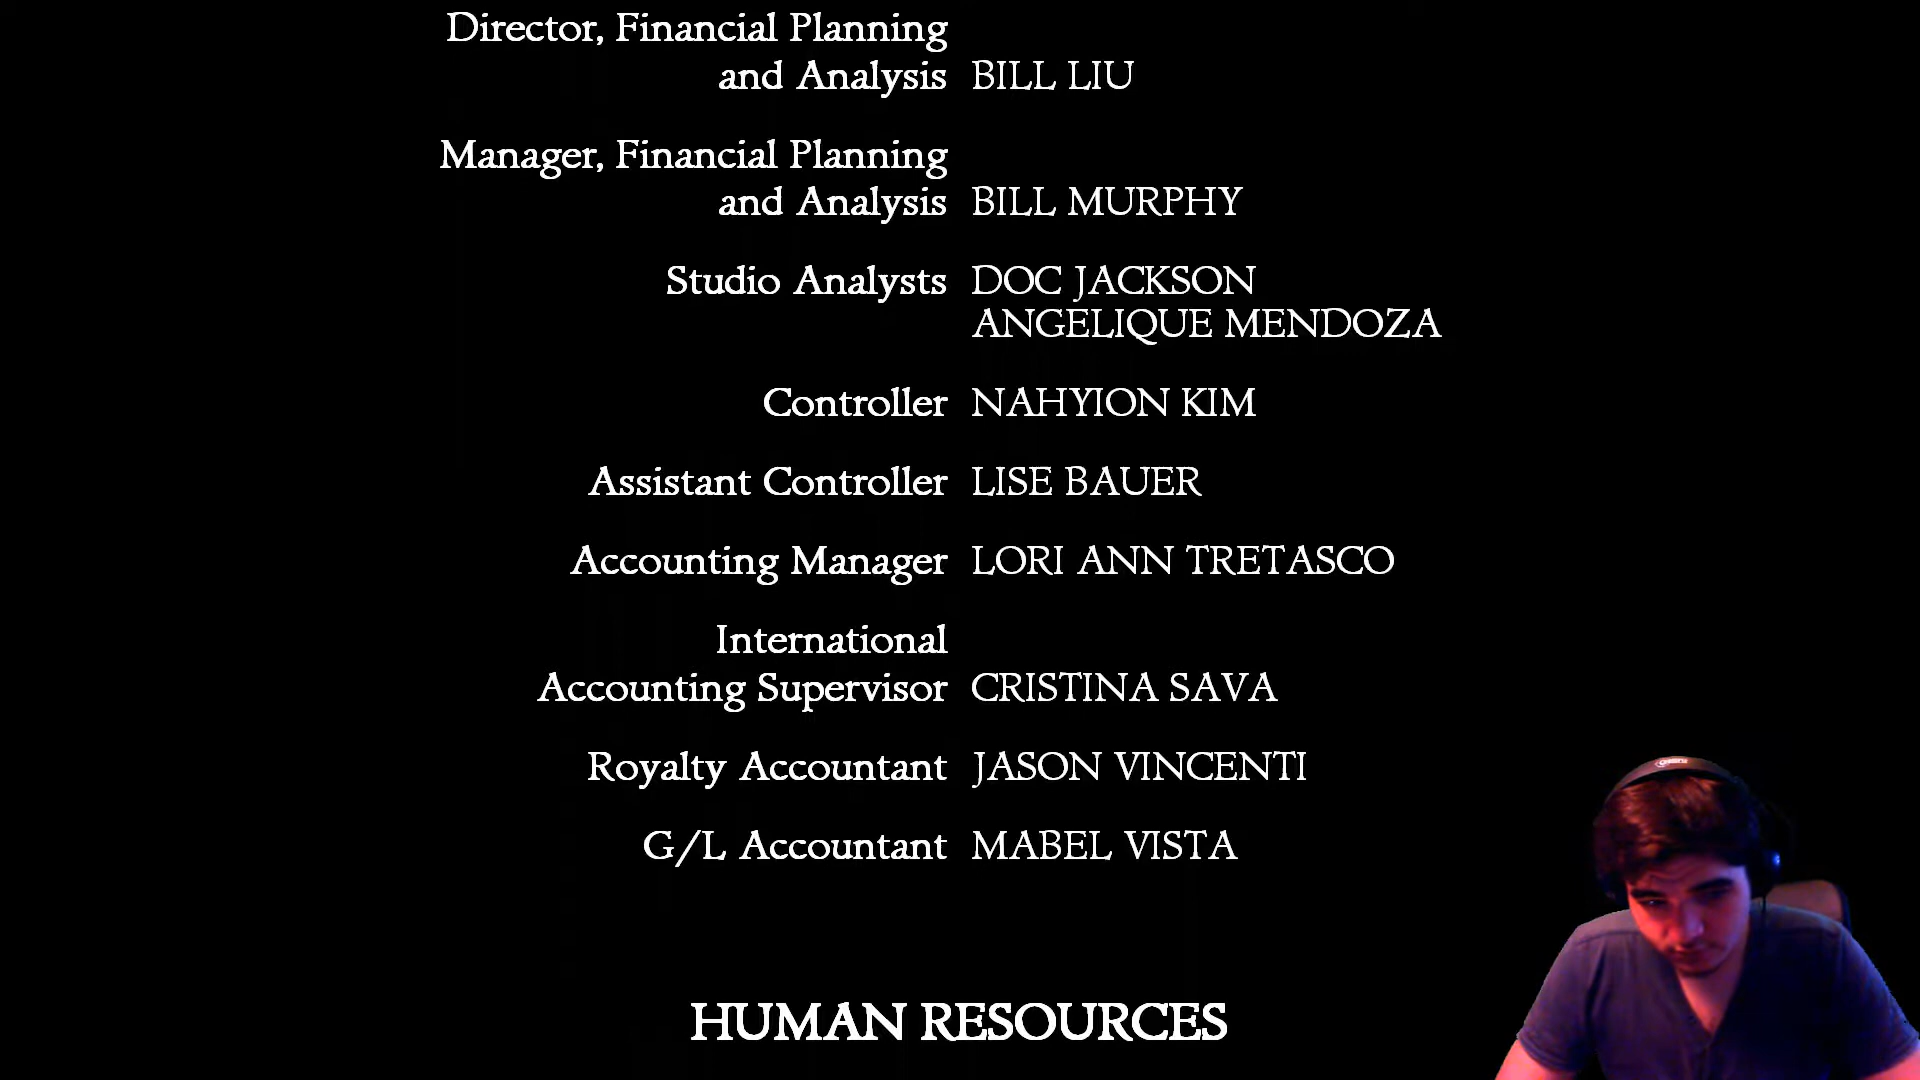 Director, Financial Planning
and Analysis BILL LIU
Manager, Financial Planning
and Analysis BILL MURPHY
Studio Analysts DOC JACKSON
ANGELIQUE MENDOZA
Controller NAHYION KIM
Assistant Controller LISE BAUER
Accounting Manager LORI ANN TRETASCO
International
Accounting Supervisor CRISTINA SAVA
Royalty Accountant JASON VINCENTI
G/L Accountant MABEL VISTA
HUMAN RESOURCES